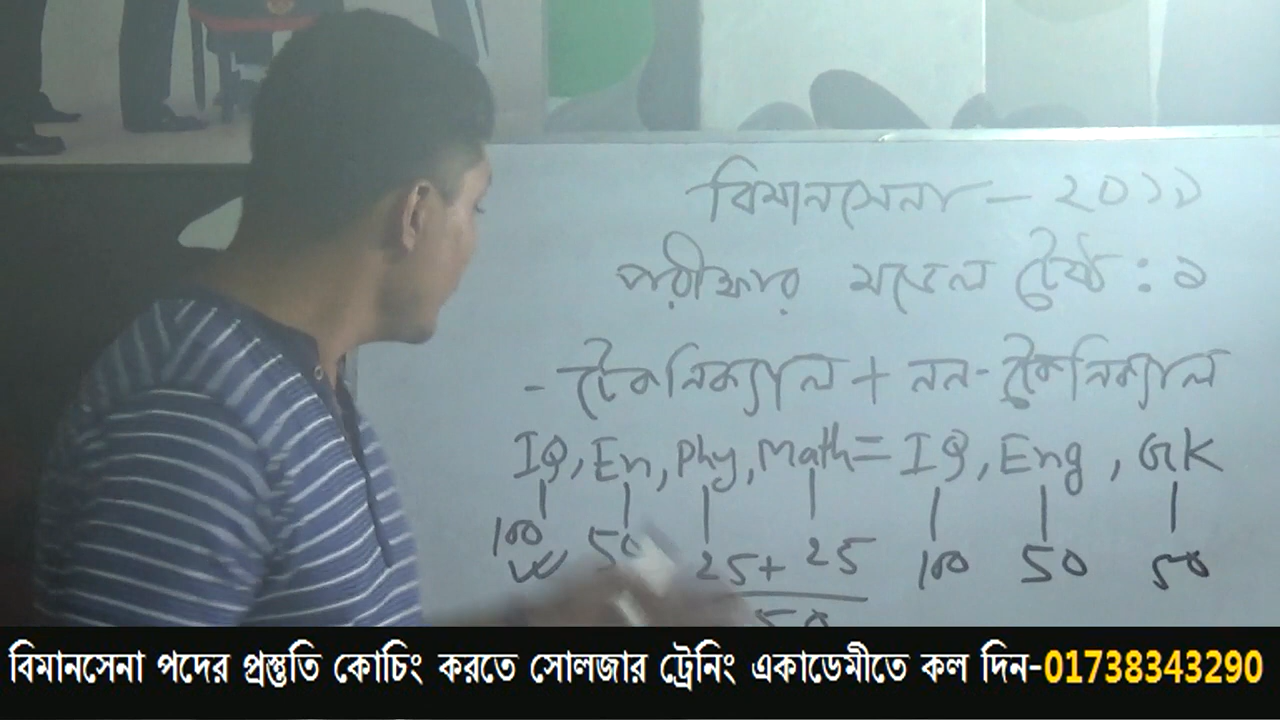 বিমানসেনা - ২০১৯
পরীক্ষার মডেল টেষ্ট : ১
- টেকনিক্যাল + নন-টেকনিক্যাল
IQ, En, Phy, Math = IQ, Eng, GK
100 50 25 + 25 100 50 50
50
বিমানসেনা পদের প্রস্তুতি কোচিং করতে সোলজার ট্রেনিং একাডেমীতে কল দিন-01738343290